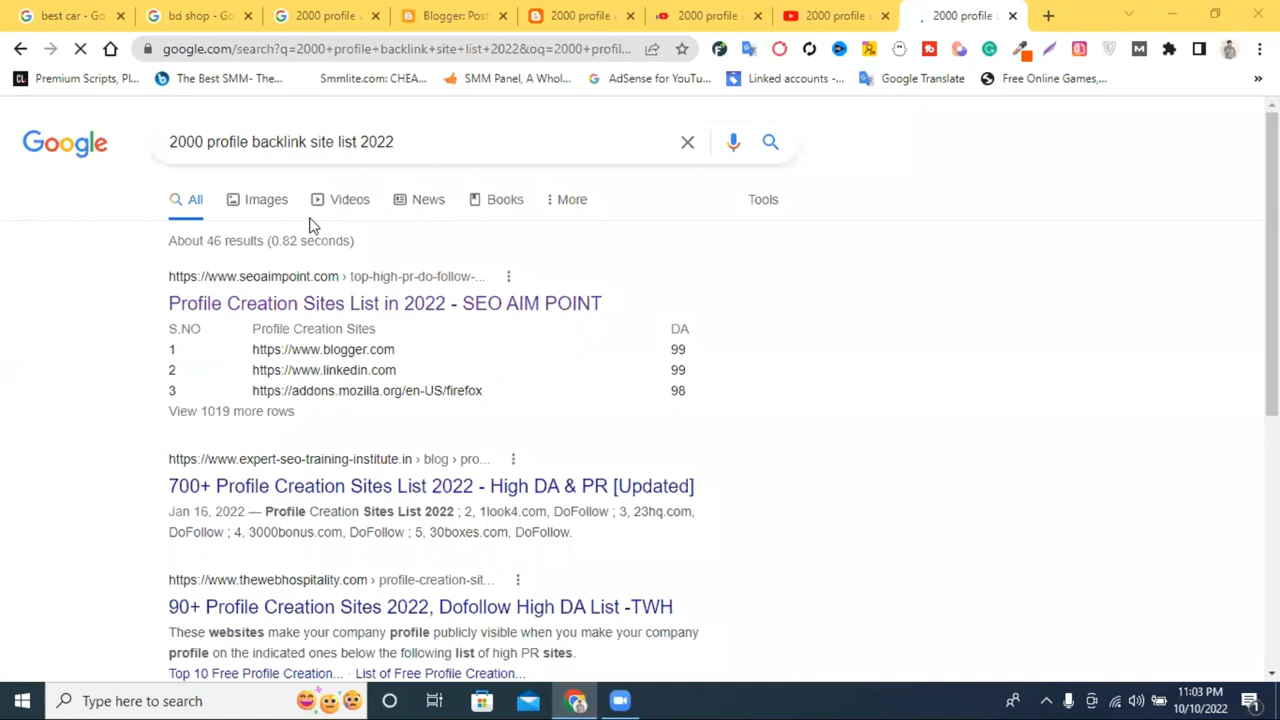 best car - Go
bd shop - Go
2000 profile
Blogger: Post
2000 profile
2000 profile
2000 profile
2000 profile
google.com/search?q=2000+profile+backlink+site+list+2022&oq=2000+profil...
Premium Scripts, Pl...
The Best SMM- The...
Smmlite.com: CHEA...
SMM Panel, A Whol...
AdSense for YouTu...
Linked accounts -...
Google Translate
Free Online Games,...
Google
2000 profile backlink site list 2022
All
Images
Videos
News
Books
More
Tools
About 46 results (0.82 seconds)
https://www.seoaimpoint.com › top-high-pr-do-follow-...
Profile Creation Sites List in 2022 - SEO AIM POINT
S.NO Profile Creation Sites DA
1 https://www.blogger.com 99
2 https://www.linkedin.com 99
3 https://addons.mozilla.org/en-US/firefox 98
View 1019 more rows
https://www.expert-seo-training-institute.in › blog › pro...
700+ Profile Creation Sites List 2022 - High DA & PR [Updated]
Jan 16, 2022 — Profile Creation Sites List 2022 ; 2, 1look4.com, DoFollow ; 3, 23hq.com,
DoFollow ; 4, 3000bonus.com, DoFollow ; 5, 30boxes.com, DoFollow.
https://www.thewebhospitality.com › profile-creation-sit...
90+ Profile Creation Sites 2022, Dofollow High DA List -TWH
These websites make your company profile publicly visible when you make your company
profile on the indicated ones below the following list of high PR sites.
Top 10 Free Profile Creation... · List of Free Profile Creation...
Type here to search
11:03 PM
10/10/2022